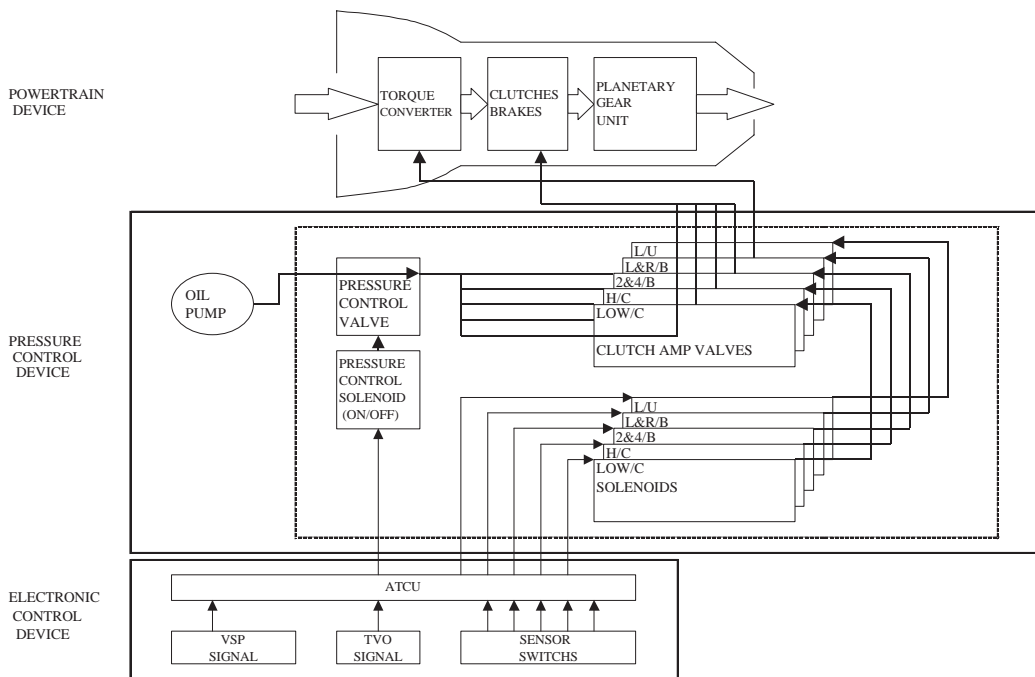 POWERTRAIN
DEVICE
TORQUE
CONVERTER
CLUTCHES
BRAKES
PLANETARY
GEAR
UNIT
PRESSURE
CONTROL
DEVICE
OIL
PUMP
PRESSURE
CONTROL
VALVE
PRESSURE
CONTROL
SOLENOID
(ON/OFF)
L/U
L&R/B
2&4/B
H/C
LOW/C
CLUTCH AMP VALVES
L/U
L&R/B
2&4/B
H/C
LOW/C
SOLENOIDS
ELECTRONIC
CONTROL
DEVICE
ATCU
VSP
SIGNAL
TVO
SIGNAL
SENSOR
SWITCHS